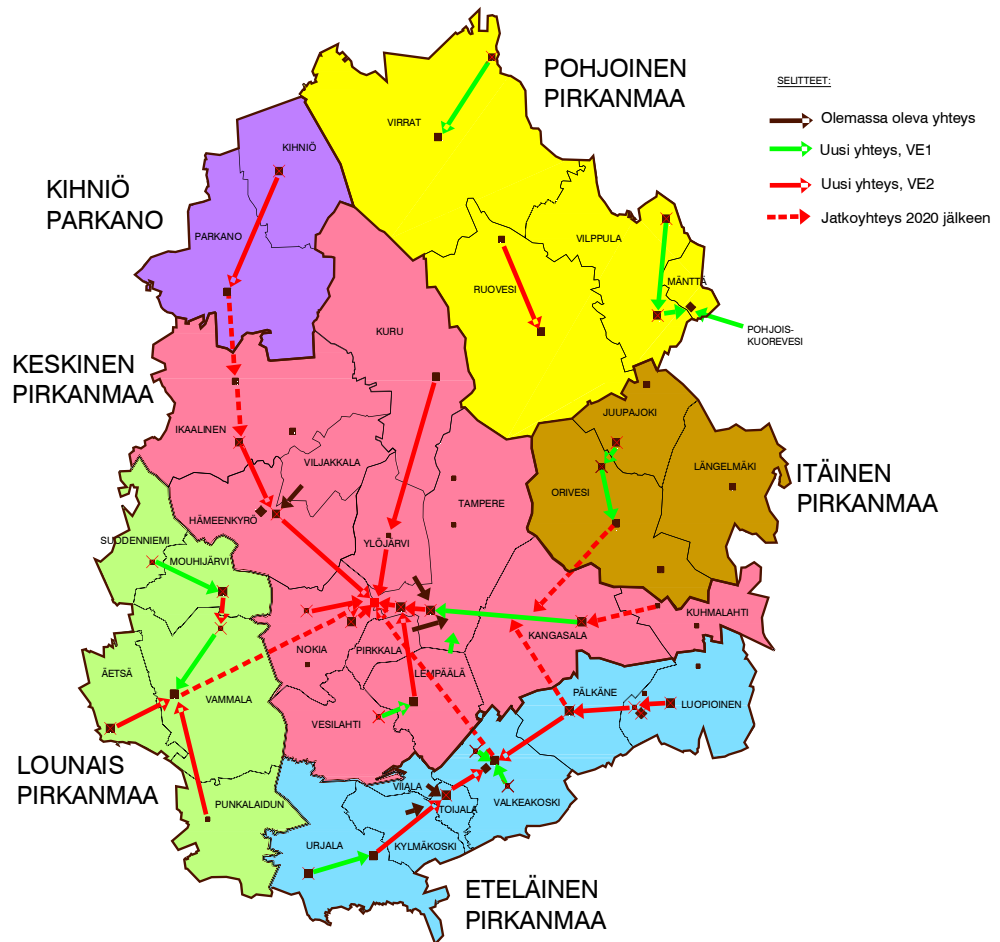 POHJOINEN
PIRKANMAA
SELITTEET:
Olemassa oleva yhteys
Uusi yhteys, VE1
Uusi yhteys, VE2
Jatkoyhteys 2020 jälkeen
VIRRAT
KIHNIÖ
KIHNIÖ
PARKANO
PARKANO
VILPPULA
MÄNTTÄ
RUOVESI
POHJOIS-
KUOREVESI
KURU
KESKINEN
PIRKANMAA
IKAALINEN
VILJAKKALA
JUUPAJOKI
LÄNGELMÄKI
ITÄINEN
PIRKANMAA
ORIVESI
TAMPERE
HÄMEENKYRÖ
YLÖJÄRVI
SUODENNIEMI
MOUHIJÄRVI
KUHMALAHTI
KANGASALA
NOKIA
PIRKKALA
LEMPÄÄLÄ
ÄETSÄ
VAMMALA
VESILAHTI
PÄLKÄNE
LUOPIOINEN
LOUNAIS
PIRKANMAA
PUNKALAIDUN
VIIALA
TOIJALA
VALKEAKOSKI
URJALA
KYLMÄKOSKI
ETELÄINEN
PIRKANMAA